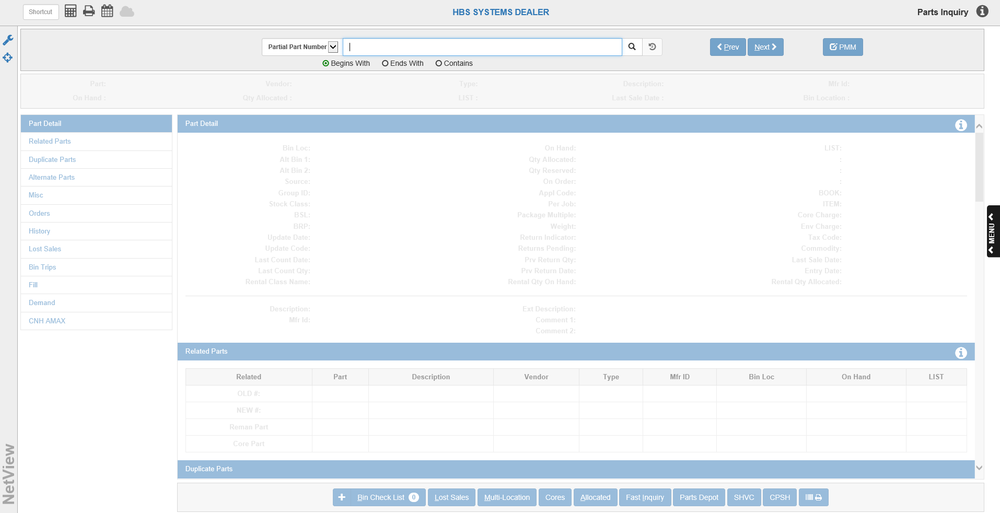 Shortcut
HBS SYSTEMS DEALER
Parts Inquiry
Partial Part Number
Prev
Next
PMM
Begins With
Ends With
Contains
Part:
Vendor:
Type:
Description:
Mfr Id:
On Hand :
Qty Allocated :
LIST :
Last Sale Date :
Bin Location :
Part Detail
Related Parts
Duplicate Parts
Alternate Parts
Misc
Orders
History
Lost Sales
Bin Trips
Fill
Demand
CNH AMAX
Part Detail
Bin Loc: On Hand: LIST:
Alt Bin 1: Qty Allocated: :
Alt Bin 2: Qty Reserved: :
Source: On Order: :
Group ID: Appl Code: BOOK:
Stock Class: Per Job: ITEM:
BSL: Package Multiple: Core Charge:
BRP: Weight: Env Charge:
Update Date: Return Indicator: Tax Code:
Update Code: Returns Pending: Commodity:
Last Count Date: Prv Return Qty: Last Sale Date:
Last Count Qty: Prv Return Date: Entry Date:
Rental Class Name: Rental Qty On Hand: Rental Qty Allocated:
Description: Ext Description:
Mfr Id: Comment 1:
Comment 2:
Related Parts
Related Part Description Vendor Type Mfr ID Bin Loc On Hand LIST
OLD #:
NEW #:
Reman Part
Core Part
Duplicate Parts
Bin Check List 0
Lost Sales
Multi-Location
Cores
Allocated
Fast Inquiry
Parts Depot
SHVC
CPSH
MENU
NetView